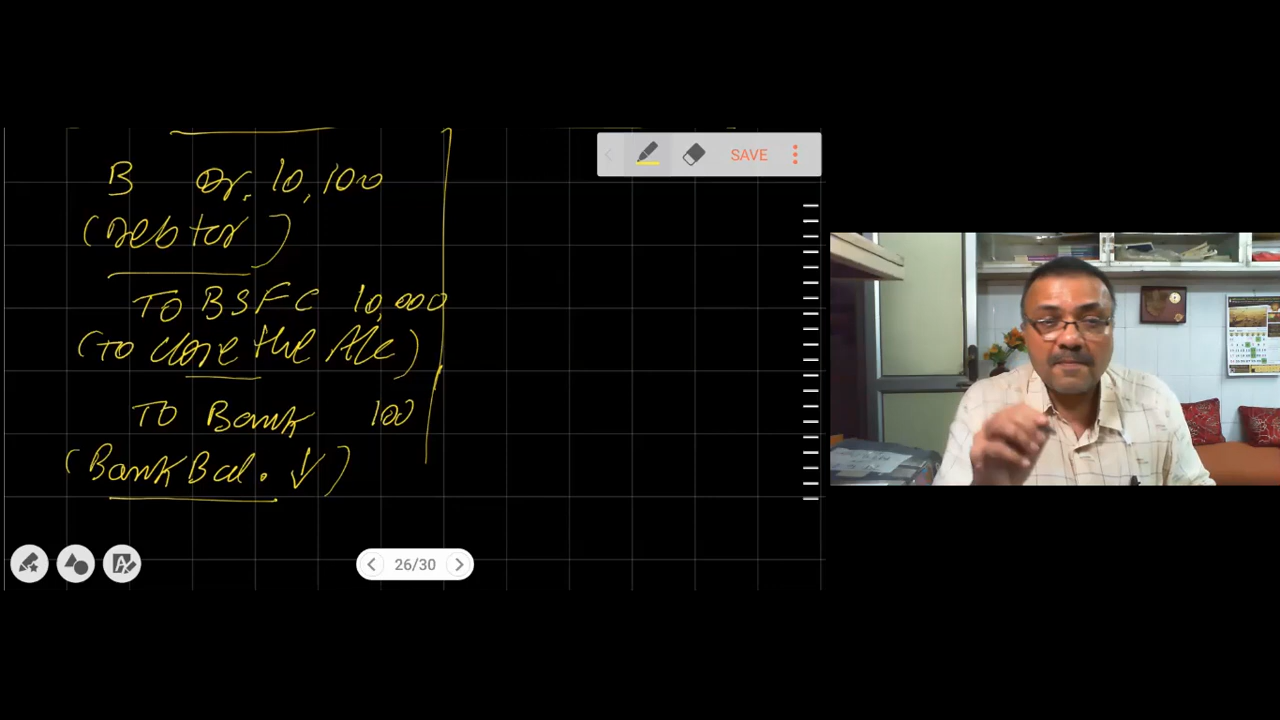 SAVE
B Dr. 10,100
(Debtor)
To BSFC 10,000
(To close the A/c)
To Bank 100
(Bank Bal. ↓)
26/30